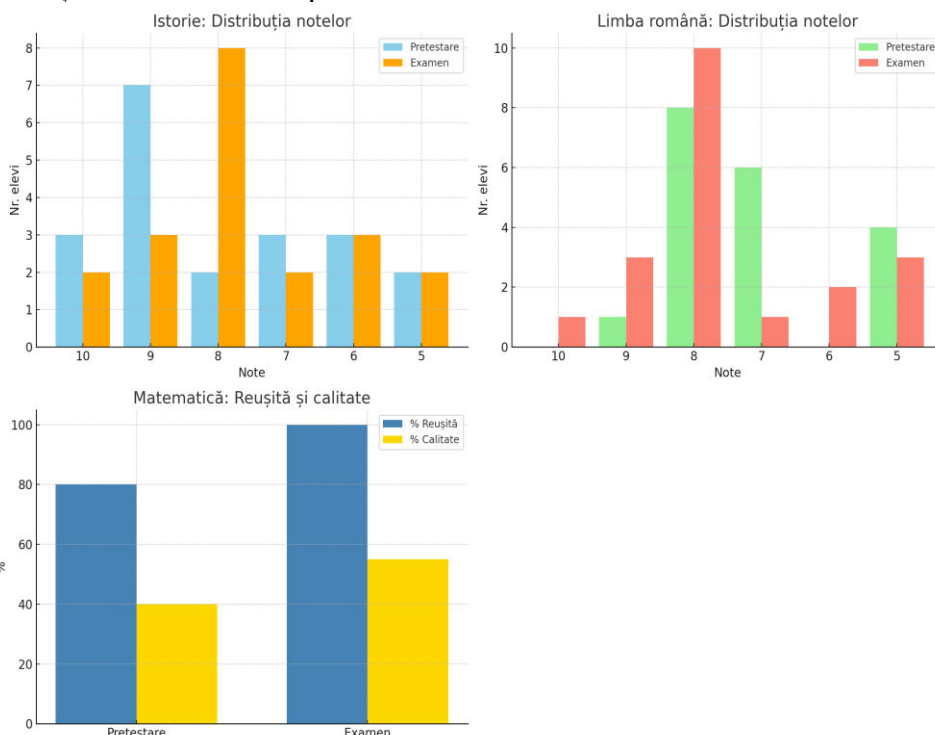 Istorie: Distribuția notelor
Pretestare
Examen
Nr. elevi
8
7
6
5
4
3
2
1
0
10 9 8 7 6 5
Note
Limba română: Distribuția notelor
Pretestare
Examen
Nr. elevi
10
8
6
4
2
0
10 9 8 7 6 5
Note
Matematică: Reușită și calitate
% Reușită
% Calitate
%
100
80
60
40
20
0
Pretestare Examen